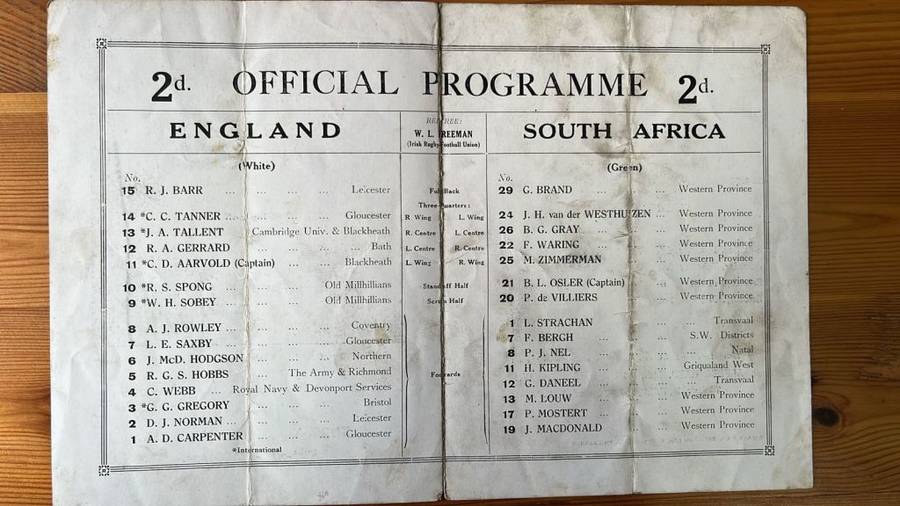 2d. OFFICIAL PROGRAMME 2d.
ENGLAND
(White)
No.
15 R. J. BARR ... ... ... Leicester
14 *C. C. TANNER ... ... ... Gloucester
13 *J. A. TALLENT Cambridge Univ. & Blackheath
12 R. A. GERRARD ... ... ... Bath
11 *C. D. AARVOLD (Captain) ... Blackheath
10 *R. S. SPONG ... ... Old Millhillians
9 *W. H. SOBEY ... ... Old Millhillians
8 A. J. ROWLEY ... ... ... Coventry
7 L. E. SAXBY ... ... ... Gloucester
6 J. McD. HODGSON ... ... Northern
5 R. G. S. HOBBS ... The Army & Richmond
4 C. WEBB ... Royal Navy & Devonport Services
3 *G. G. GREGORY ... ... Bristol
2 D. J. NORMAN ... ... ... Leicester
1 A. D. CARPENTER ... ... Gloucester
*International
REFEREE:
W. L. FREEMAN
(Irish Rugby Football Union)
Full Back
Three-Quarters:
R. Wing L. Wing
R. Centre L. Centre
L. Centre R. Centre
L. Wing R. Wing
Stand-off Half
Scrum Half
Forwards
SOUTH AFRICA
(Green)
No.
29 G. BRAND ... ... Western Province
24 J. H. van der WESTHUIZEN ... Western Province
26 B. G. GRAY ... ... Western Province
22 F. WARING ... ... Western Province
25 M. ZIMMERMAN ... Western Province
21 B. L. OSLER (Captain) ... Western Province
20 P. de VILLIERS ... ... Western Province
1 L. STRACHAN ... ... ... Transvaal
7 F. BERGH ... ... S.W. Districts
8 P. J. NEL ... ... ... Natal
11 H. KIPLING ... ... Griqualand West
12 G. DANEEL ... ... ... Transvaal
13 M. LOUW ... ... Western Province
17 P. MOSTERT ... ... Western Province
19 J. MACDONALD ... ... Western Province